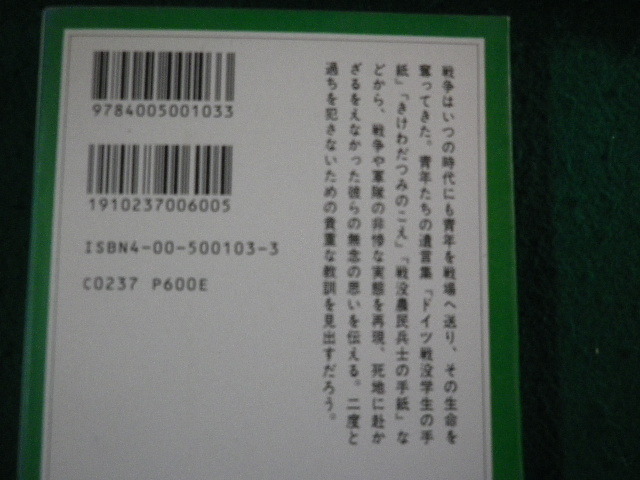 戦争はいつの時代にも青年を戦場へ送り、その生命を
奪ってきた。青年たちの遺言集『ドイツ戦没学生の手
紙』『きけわだつみのこえ』『戦没農民兵士の手紙』な
どから、戦争や軍隊の非惨な実態を再現、死地に赴か
ざるをえなかった彼らの無念の思いを伝える。二度と
過ちを犯さないための貴重な教訓を見出すだろう。
9784005001033
1910237006005
ISBN4-00-500103-3
C0237 P600E